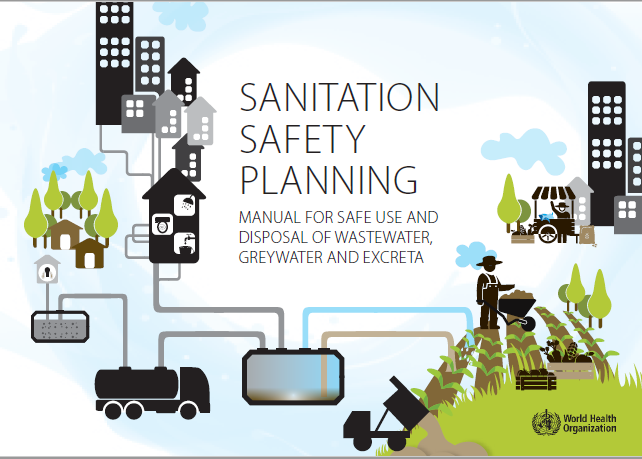 SANITATION
SAFETY
PLANNING
MANUAL FOR SAFE USE AND
DISPOSAL OF WASTEWATER,
GREYWATER AND EXCRETA
World Health
Organization